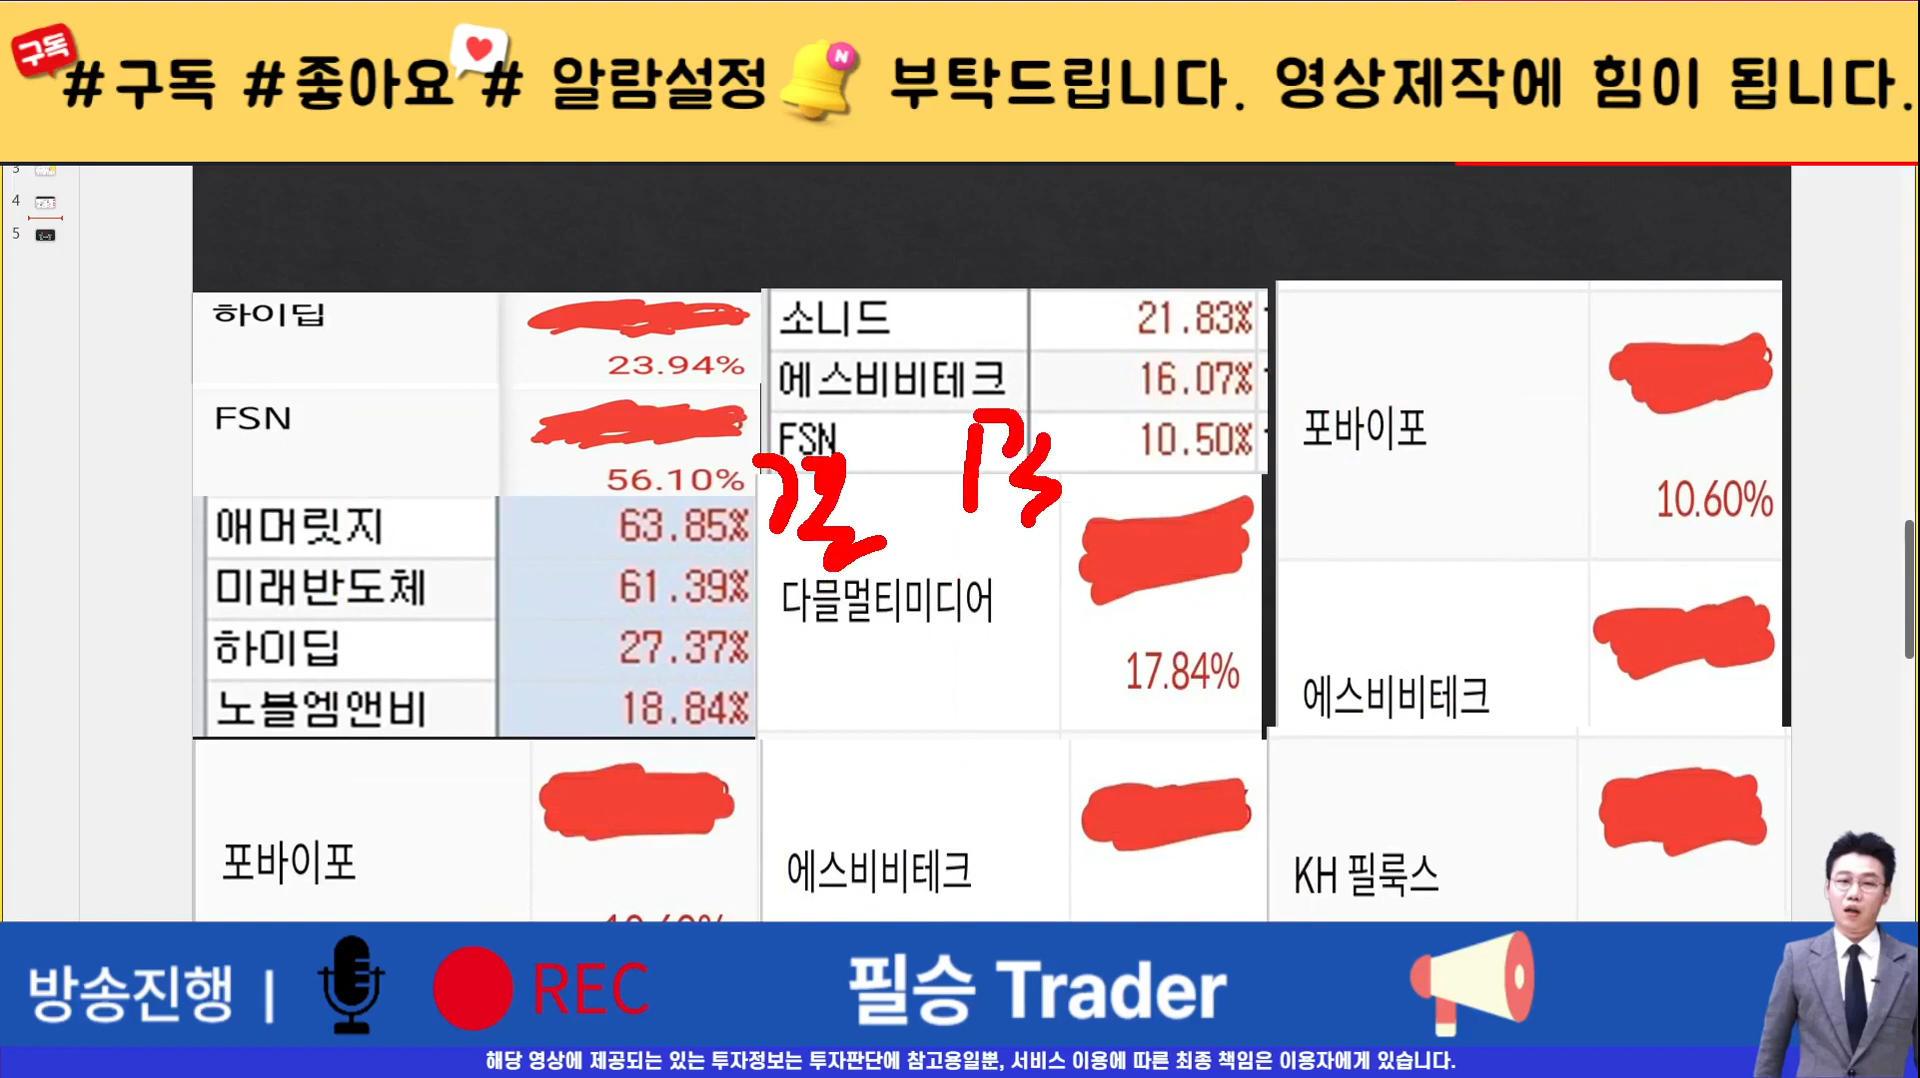 구독
#구독 #좋아요 # 알람설정 N 부탁드립니다. 영상제작에 힘이 됩니다.
3
4
5
하이딥
23.94%
FSN
56.10%
애머릿지 63.85%
미래반도체 61.39%
하이딥 27.37%
노블엠앤비 18.84%
소니드 21.83%
에스비비테크 16.07%
FSN 10.50%
다믈멀티미디어
17.84%
포바이포
10.60%
에스비비테크
포바이포
에스비비테크
KH 필룩스
방송진행 | REC 필승 Trader
해당 영상에 제공되는 있는 투자정보는 투자판단에 참고용일뿐, 서비스 이용에 따른 최종 책임은 이용자에게 있습니다.